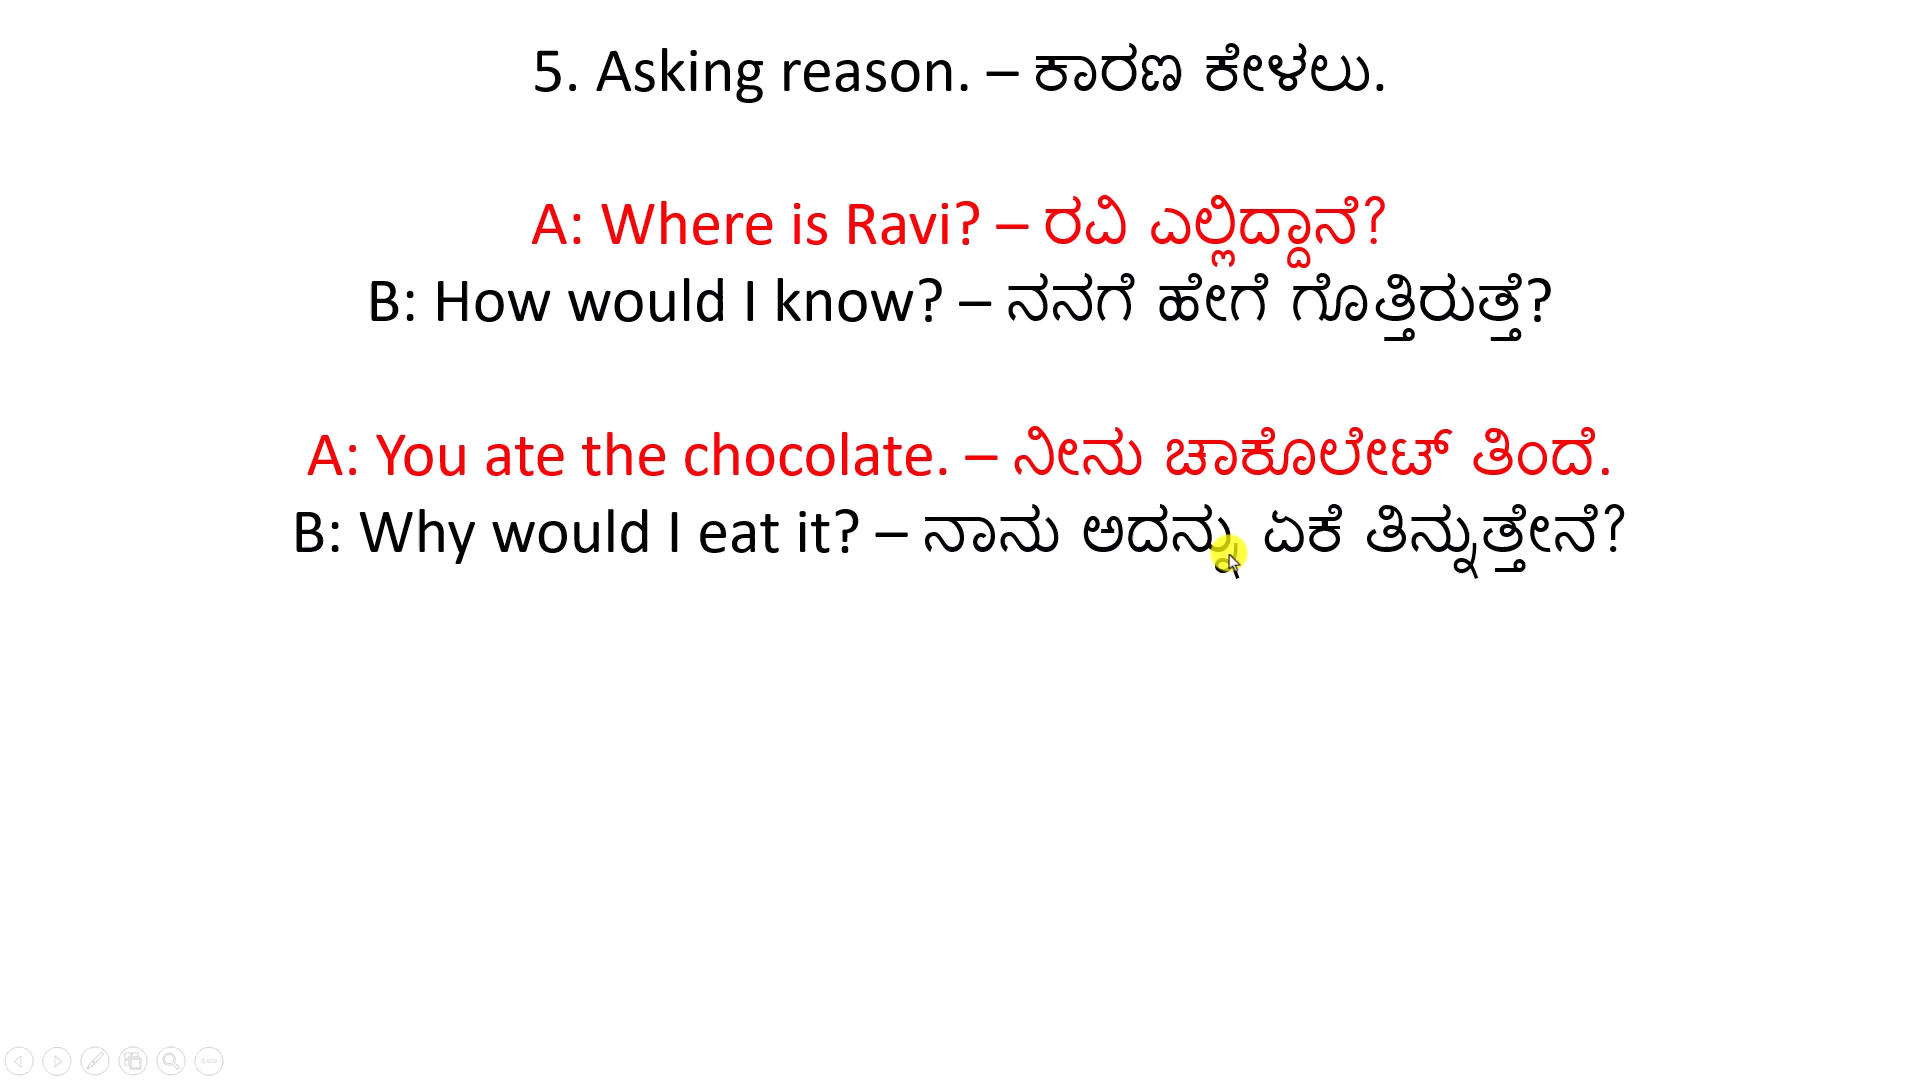 5. Asking reason. – ಕಾರಣ ಕೇಳಲು.
A: Where is Ravi? – ರವಿ ಎಲ್ಲಿದ್ದಾನೆ?
B: How would I know? – ನನಗೆ ಹೇಗೆ ಗೊತ್ತಿರುತ್ತೆ?
A: You ate the chocolate. – ನೀನು ಚಾಕೊಲೇಟ್ ತಿಂದೆ.
B: Why would I eat it? – ನಾನು ಅದನ್ನು ಏಕೆ ತಿನ್ನುತ್ತೇನೆ?